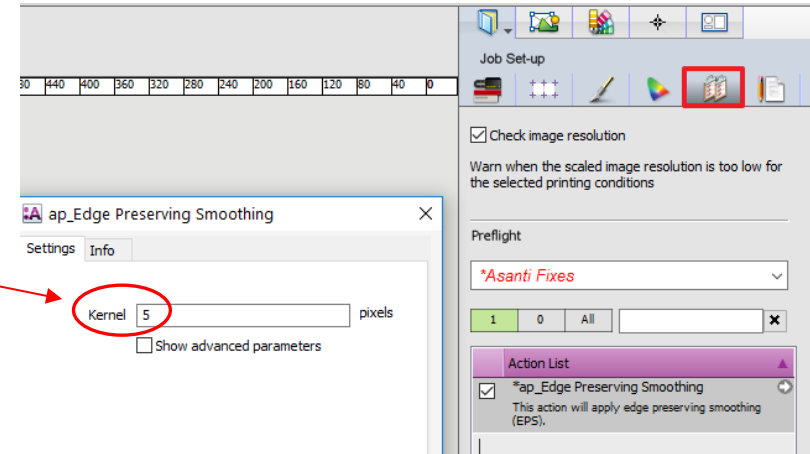 Job Set-up
440 400 360 320 280 240 200 160 120 80 40 0
Check image resolution
Warn when the scaled image resolution is too low for
the selected printing conditions
:A ap_Edge Preserving Smoothing
Settings Info
Kernel 5 pixels
Show advanced parameters
Preflight
*Asanti Fixes
1 0 All
Action List
*ap_Edge Preserving Smoothing
This action will apply edge preserving smoothing
(EPS).